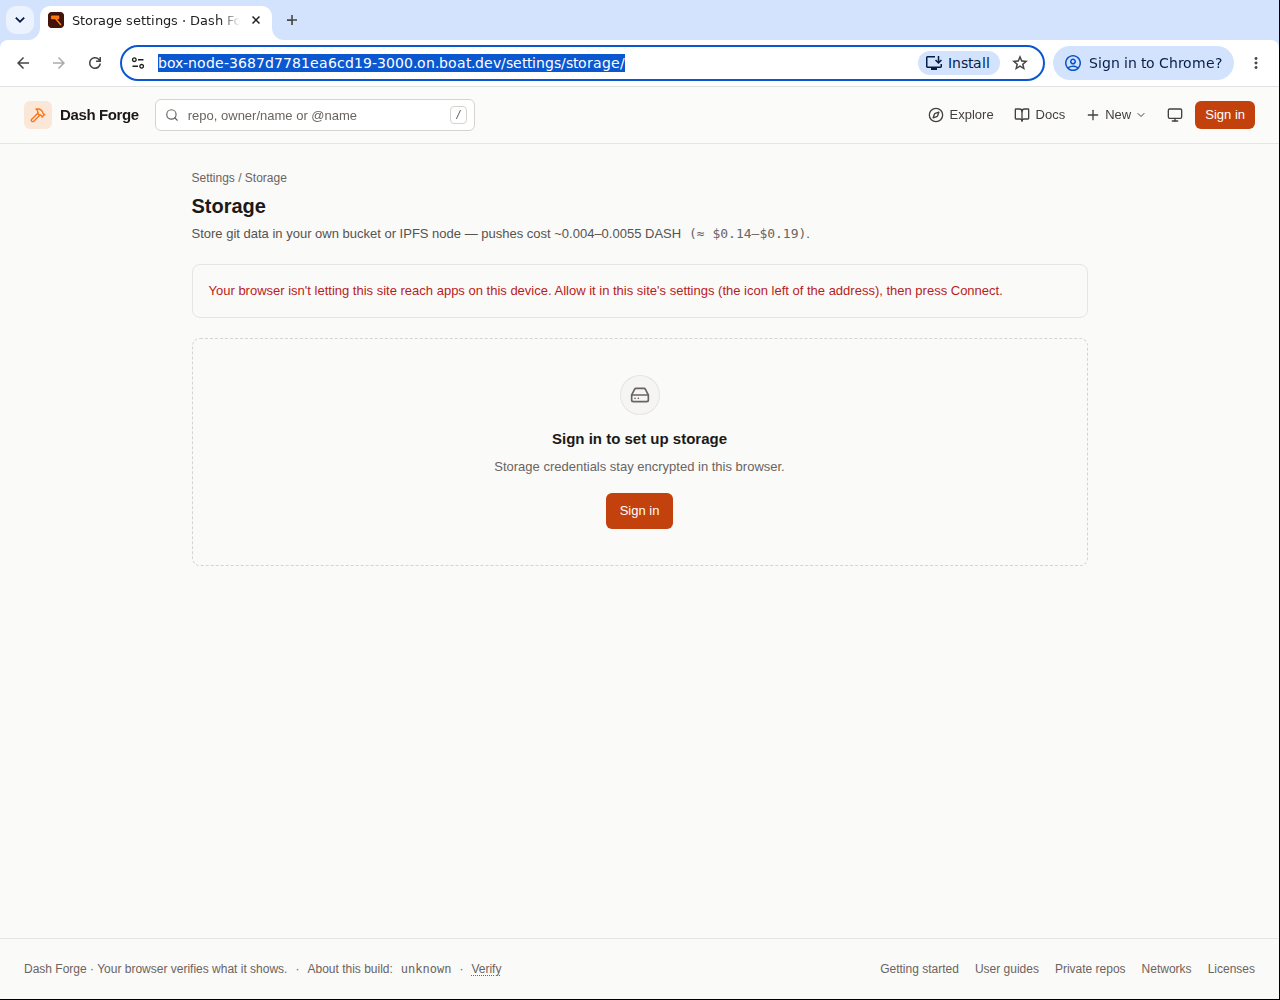 Storage settings · Dash Fo
box-node-3687d7781ea6cd19-3000.on.boat.dev/settings/storage/
Install
Sign in to Chrome?
Dash Forge
repo, owner/name or @name
/
Explore
Docs
New
Sign in
Settings / Storage
Storage
Store git data in your own bucket or IPFS node — pushes cost ~0.004–0.0055 DASH (≈ $0.14–$0.19).
Your browser isn't letting this site reach apps on this device. Allow it in this site's settings (the icon left of the address), then press Connect.
Sign in to set up storage
Storage credentials stay encrypted in this browser.
Sign in
Dash Forge · Your browser verifies what it shows. · About this build: unknown · Verify
Getting started
User guides
Private repos
Networks
Licenses